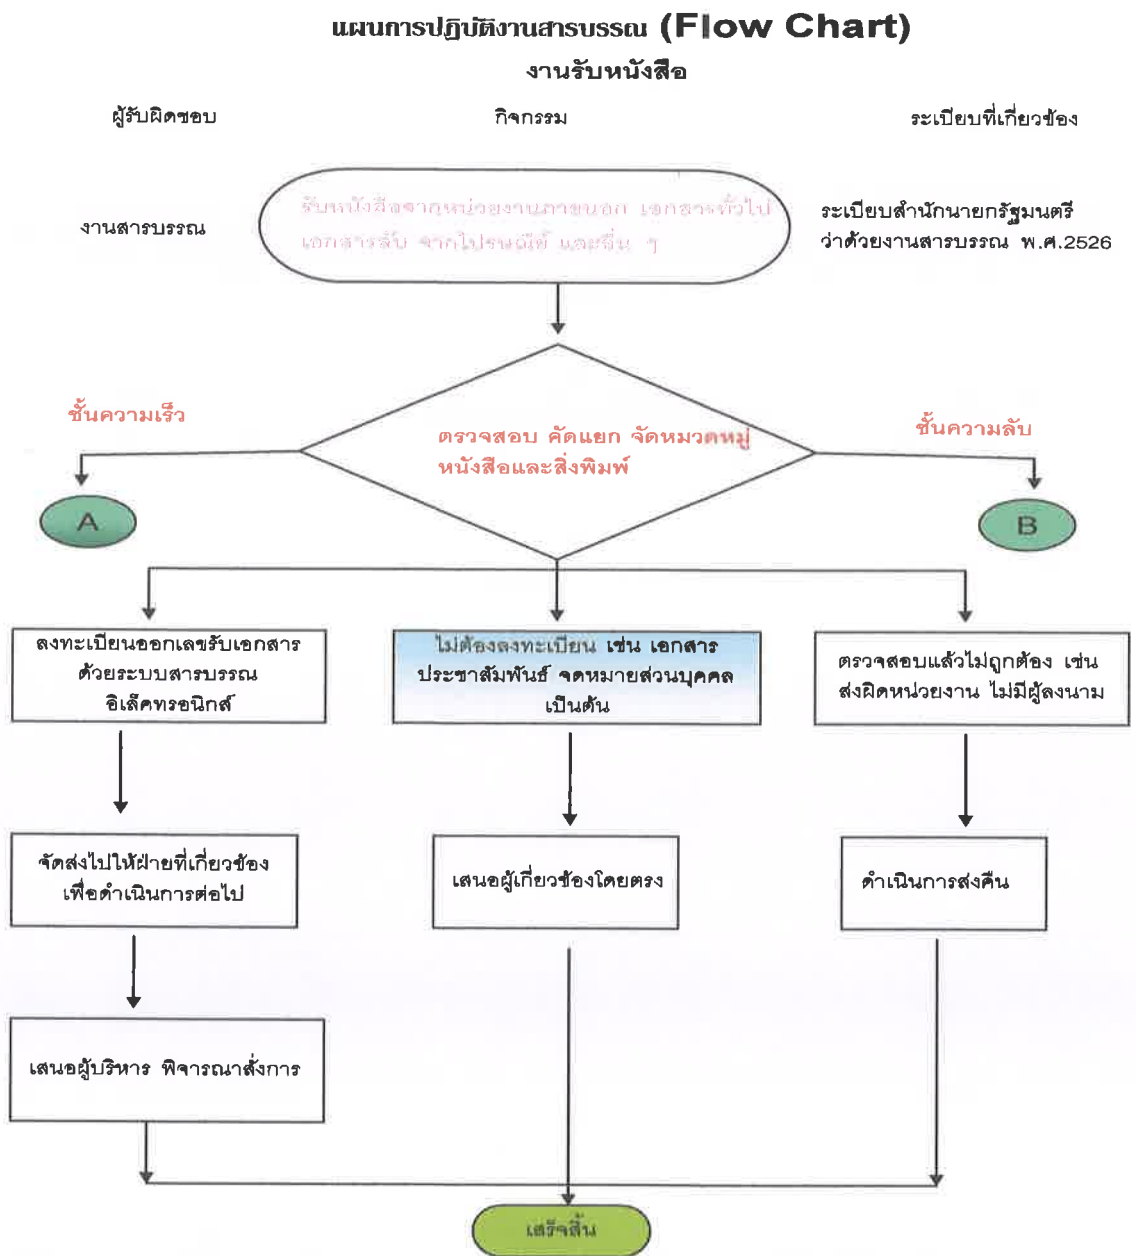 แผนการปฏิบัติงานสารบรรณ (Flow Chart)
งานรับหนังสือ
ผู้รับผิดชอบ
กิจกรรม
ระเบียบที่เกี่ยวข้อง
งานสารบรรณ
รับหนังสือจากหน่วยงานภายนอก เอกสารทั่วไป
เอกสารลับ จากไปรษณีย์ และอื่น ๆ
ระเบียบสำนักนายกรัฐมนตรี
ว่าด้วยงานสารบรรณ พ.ศ.2526
ชั้นความเร็ว
ตรวจสอบ คัดแยก จัดหมวดหมู่
หนังสือและสิ่งพิมพ์
ชั้นความลับ
A
B
ลงทะเบียนออกเลขรับเอกสาร
ด้วยระบบสารบรรณ
อิเล็คทรอนิกส์
ไม่ต้องลงทะเบียน เช่น เอกสาร
ประชาสัมพันธ์ จดหมายส่วนบุคคล
เป็นต้น
ตรวจสอบแล้วไม่ถูกต้อง เช่น
ส่งผิดหน่วยงาน ไม่มีผู้ลงนาม
จัดส่งไปให้ฝ่ายที่เกี่ยวข้อง
เพื่อดำเนินการต่อไป
เสนอผู้เกี่ยวข้องโดยตรง
ดำเนินการส่งคืน
เสนอผู้บริหาร พิจารณาสั่งการ
เสร็จสิ้น